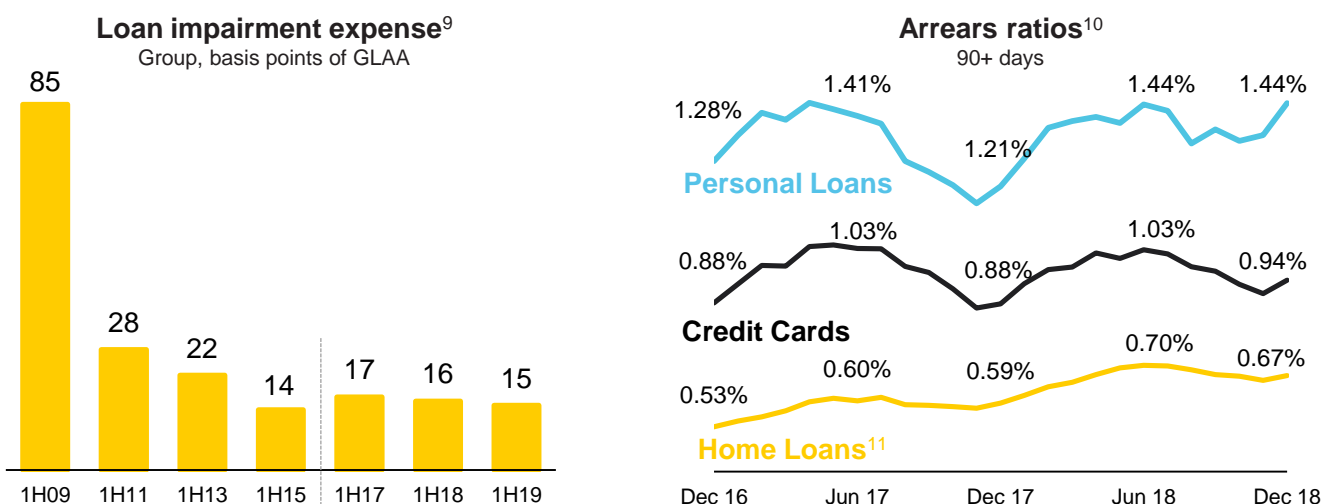 Loan impairment expense9
Group, basis points of GLAA
85
28
22
14
17
16
15
1H09 1H11 1H13 1H15 1H17 1H18 1H19
Arrears ratios10
90+ days
1.28% 1.41% 1.21% 1.44% 1.44%
Personal Loans
0.88% 1.03% 0.88% 1.03% 0.94%
Credit Cards
0.53% 0.60% 0.59% 0.70% 0.67%
Home Loans11
Dec 16 Jun 17 Dec 17 Jun 18 Dec 18